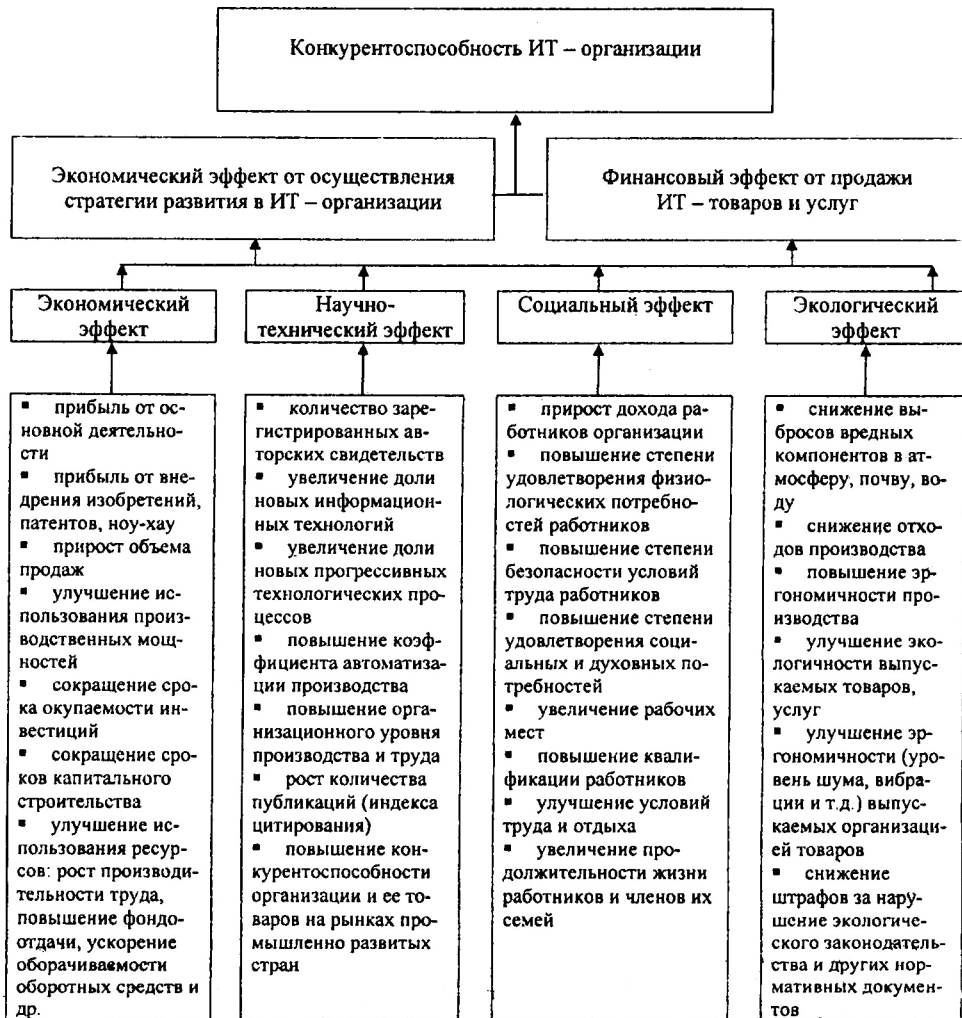 Конкурентоспособность ИТ – организации
Экономический эффект от осуществления
стратегии развития в ИТ – организации
Финансовый эффект от продажи
ИТ – товаров и услуг
Экономический
эффект
Научно-
технический эффект
Социальный эффект
Экологический
эффект
▪ прибыль от ос-
новной деятельно-
сти
▪ прибыль от вне-
дрения изобретений,
патентов, ноу-хау
▪ прирост объема
продаж
▪ улучшение ис-
пользования произ-
водственных мощ-
ностей
▪ сокращение сро-
ка окупаемости ин-
вестиций
▪ сокращение сро-
ков капитального
строительства
▪ улучшение ис-
пользования ресур-
сов: рост производи-
тельности труда,
повышение фондо-
отдачи, ускорение
оборачиваемости
оборотных средств и
др.
▪ количество заре-
гистрированных ав-
торских свидетельств
▪ увеличение доли
новых информацион-
ных технологий
▪ увеличение доли
новых прогрессивных
технологических про-
цессов
▪ повышение коэф-
фициента автоматиза-
ции производства
▪ повышение орга-
низационного уровня
производства и труда
▪ рост количества
публикаций (индекса
цитирования)
▪ повышение кон-
курентоспособности
организации и ее то-
варов на рынках про-
мышленно развитых
стран
▪ прирост дохода ра-
ботников организации
▪ повышение степени
удовлетворения физио-
логических потребно-
стей работников
▪ повышение степени
безопасности условий
труда работников
▪ повышение степени
удовлетворения соци-
альных и духовных по-
требностей
▪ увеличение рабочих
мест
▪ повышение квали-
фикации работников
▪ улучшение условий
труда и отдыха
▪ увеличение про-
должительности жизни
работников и членов их
семей
▪ снижение вы-
бросов вредных
компонентов в ат-
мосферу, почву, во-
ду
▪ снижение отхо-
дов производства
▪ повышение эр-
гономичности про-
изводства
▪ улучшение эко-
логичности выпус-
каемых товаров,
услуг
▪ улучшение эр-
гономичности (уро-
вень шума, вибра-
ции и т.д.) выпус-
каемых организаци-
ей товаров
▪ снижение
штрафов за нару-
шение экологиче-
ского законодатель-
ства и других нор-
мативных докумен-
тов